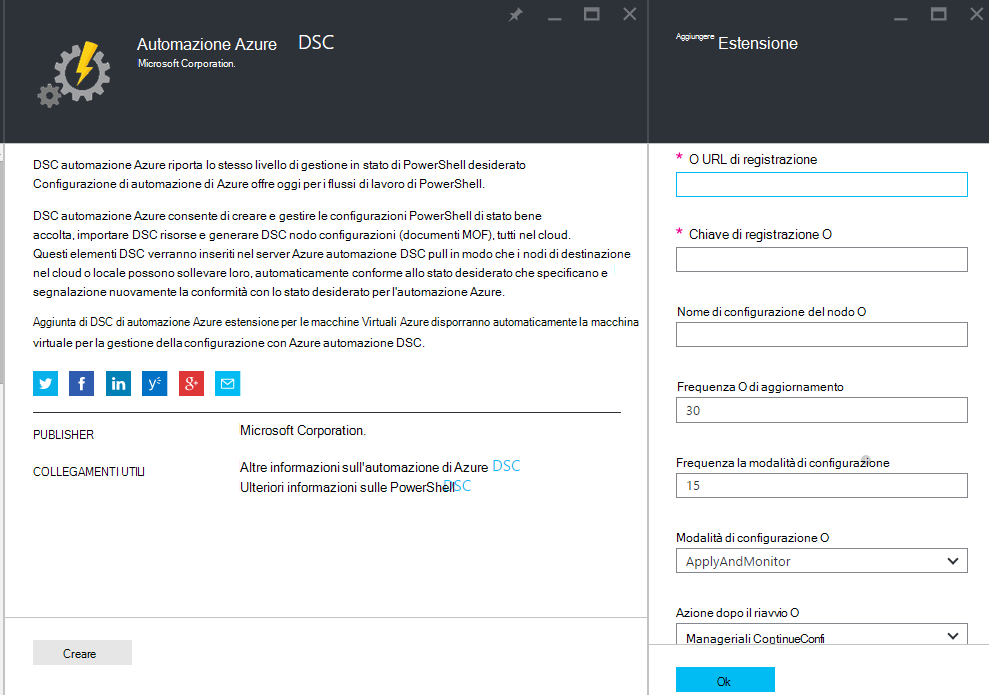 Automazione Azure DSC
Microsoft Corporation.
DSC automazione Azure riporta lo stesso livello di gestione in stato di PowerShell desiderato
Configurazione di automazione di Azure offre oggi per i flussi di lavoro di PowerShell.
DSC automazione Azure consente di creare e gestire le configurazioni PowerShell di stato bene
accolta, importare DSC risorse e generare DSC nodo configurazioni (documenti MOF), tutti nel cloud.
Questi elementi DSC verranno inseriti nel server Azure automazione DSC pull in modo che i nodi di destinazione
nel cloud o locale possono sollevare loro, automaticamente conforme allo stato desiderato che specificano e
segnalazione nuovamente la conformità con lo stato desiderato per l'automazione Azure.
Aggiunta di DSC di automazione Azure estensione per le macchine Virtuali Azure disporranno automaticamente la macchina
virtuale per la gestione della configurazione con Azure automazione DSC.
PUBLISHER
Microsoft Corporation.
COLLEGAMENTI UTILI
Altre informazioni sull'automazione di Azure DSC
Ulteriori informazioni sulle PowerShell DSC
Creare
Aggiungere Estensione
* O URL di registrazione
* Chiave di registrazione O
Nome di configurazione del nodo O
Frequenza O di aggiornamento
30
Frequenza la modalità di configurazione
15
Modalità di configurazione O
ApplyAndMonitor
Azione dopo il riavvio O
Manageriali ContinueConfi
Ok